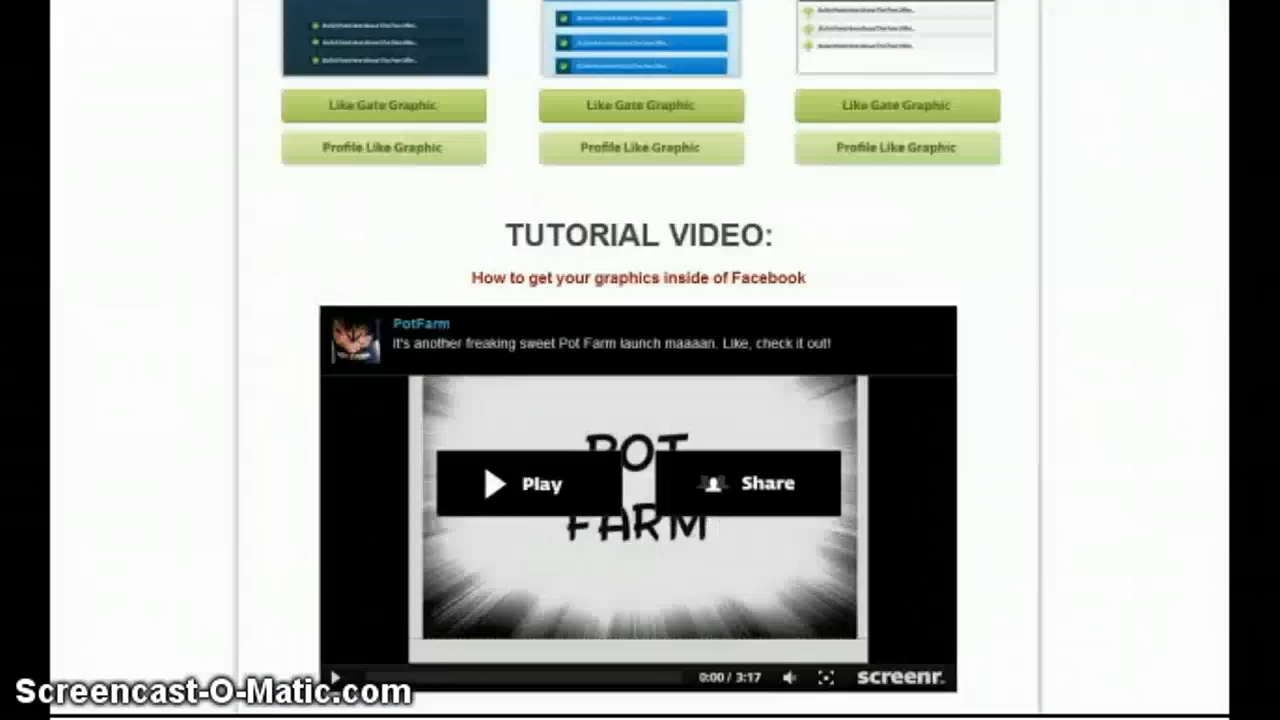 Like Gate Graphic
Like Gate Graphic
Like Gate Graphic
Profile Like Graphic
Profile Like Graphic
Profile Like Graphic
TUTORIAL VIDEO:
How to get your graphics inside of Facebook
PotFarm
It's another freaking sweet Pot Farm launch maaaan. Like, check it out!
POT
Play
Share
FARM
0:00 / 3:17
screenr
Screencast-O-Matic.com